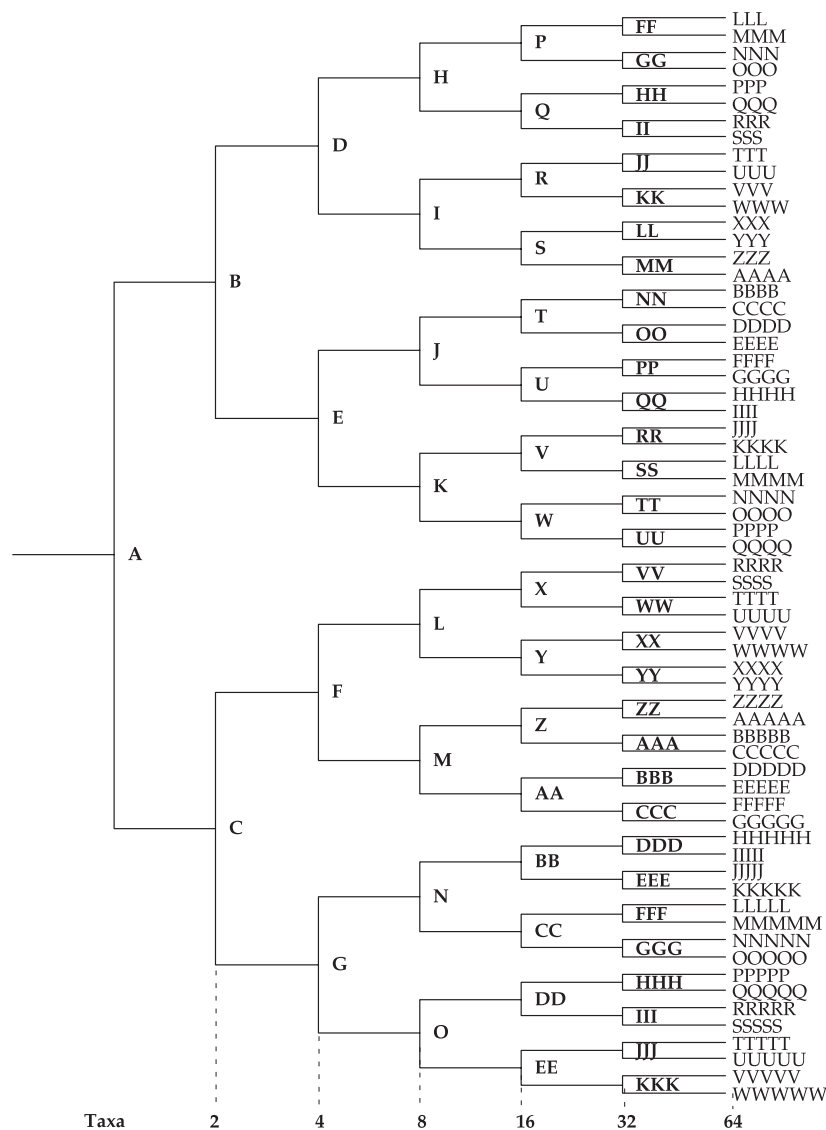 LLL
FF
MMM
P
NNN
GG
OOO
H
PPP
HH
QQQ
Q
RRR
II
SSS
D
TTT
JJ
UUU
R
VVV
KK
WWW
I
XXX
LL
YYY
S
ZZZ
MM
AAAA
B
BBBB
NN
CCCC
T
DDDD
OO
EEEE
J
FFFF
PP
GGGG
U
HHHH
QQ
IIII
E
JJJJ
RR
KKKK
V
LLLL
SS
MMMM
K
NNNN
TT
OOOO
W
PPPP
UU
QQQQ
A
RRRR
VV
SSSS
X
TTTT
WW
UUUU
L
VVVV
XX
WWWW
Y
XXXX
YY
YYYY
F
ZZZZ
ZZ
AAAAA
Z
BBBBB
AAA
CCCCC
M
DDDDD
BBB
EEEEE
AA
FFFFF
CCC
GGGGG
C
HHHHH
DDD
IIIII
BB
JJJJJ
EEE
KKKKK
N
LLLLL
FFF
MMMMM
CC
NNNNN
GGG
OOOOO
G
PPPPP
HHH
QQQQQ
DD
RRRRR
III
SSSSS
O
TTTTT
JJJ
UUUUU
EE
VVVVV
KKK
WWWWW
Taxa 2 4 8 16 32 64